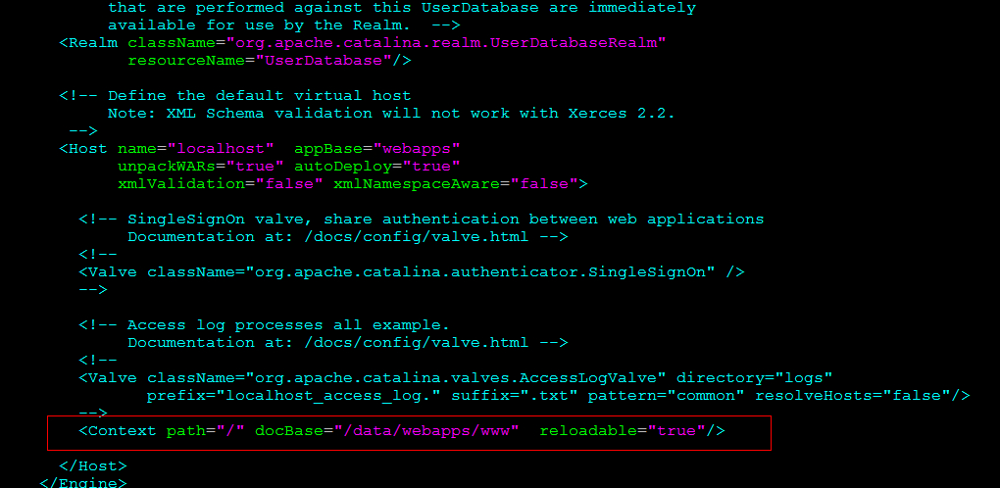 that are performed against this UserDatabase are immediately
available for use by the Realm.  -->
<Realm className="org.apache.catalina.realm.UserDatabaseRealm"
resourceName="UserDatabase"/>
<!-- Define the default virtual host
Note: XML Schema validation will not work with Xerces 2.2.
-->
<Host name="localhost"  appBase="webapps"
unpackWARs="true" autoDeploy="true"
xmlValidation="false" xmlNamespaceAware="false">
<!-- SingleSignOn valve, share authentication between web applications
Documentation at: /docs/config/valve.html -->
<!--
<Valve className="org.apache.catalina.authenticator.SingleSignOn" />
-->
<!-- Access log processes all example.
Documentation at: /docs/config/valve.html -->
<!--
<Valve className="org.apache.catalina.valves.AccessLogValve" directory="logs"
prefix="localhost_access_log." suffix=".txt" pattern="common" resolveHosts="false"/>
-->
<Context path="/" docBase="/data/webapps/www"  reloadable="true"/>
</Host>
</Engine>